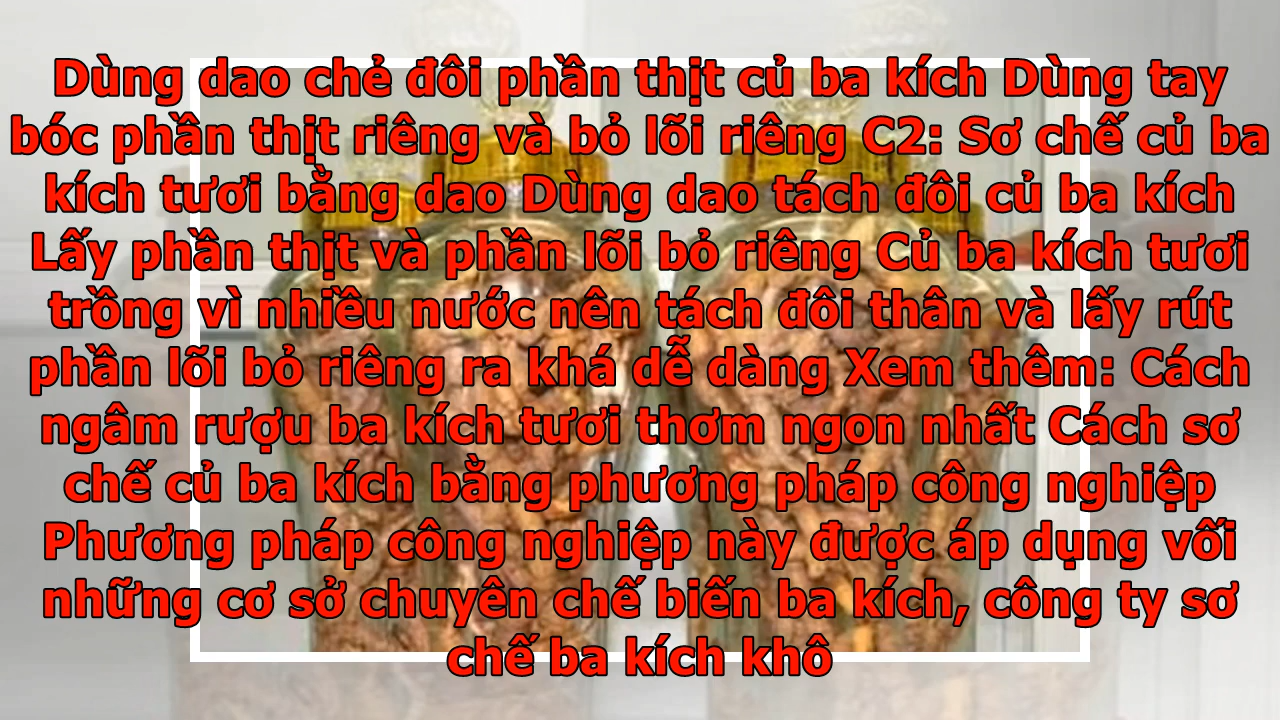 Dùng dao chẻ đôi phần thịt củ ba kích Dùng tay
bóc phần thịt riêng và bỏ lõi riêng C2: Sơ chế củ ba
kích tươi bằng dao Dùng dao tách đôi củ ba kích
Lấy phần thịt và phần lõi bỏ riêng Củ ba kích tươi
trồng vì nhiều nước nên tách đôi thân và lấy rút
phần lõi bỏ riêng ra khá dễ dàng Xem thêm: Cách
ngâm rượu ba kích tươi thơm ngon nhất Cách sơ
chế củ ba kích bằng phương pháp công nghiệp
Phương pháp công nghiệp này được áp dụng vối
những cơ sở chuyên chế biến ba kích, công ty sơ
chế ba kích khô